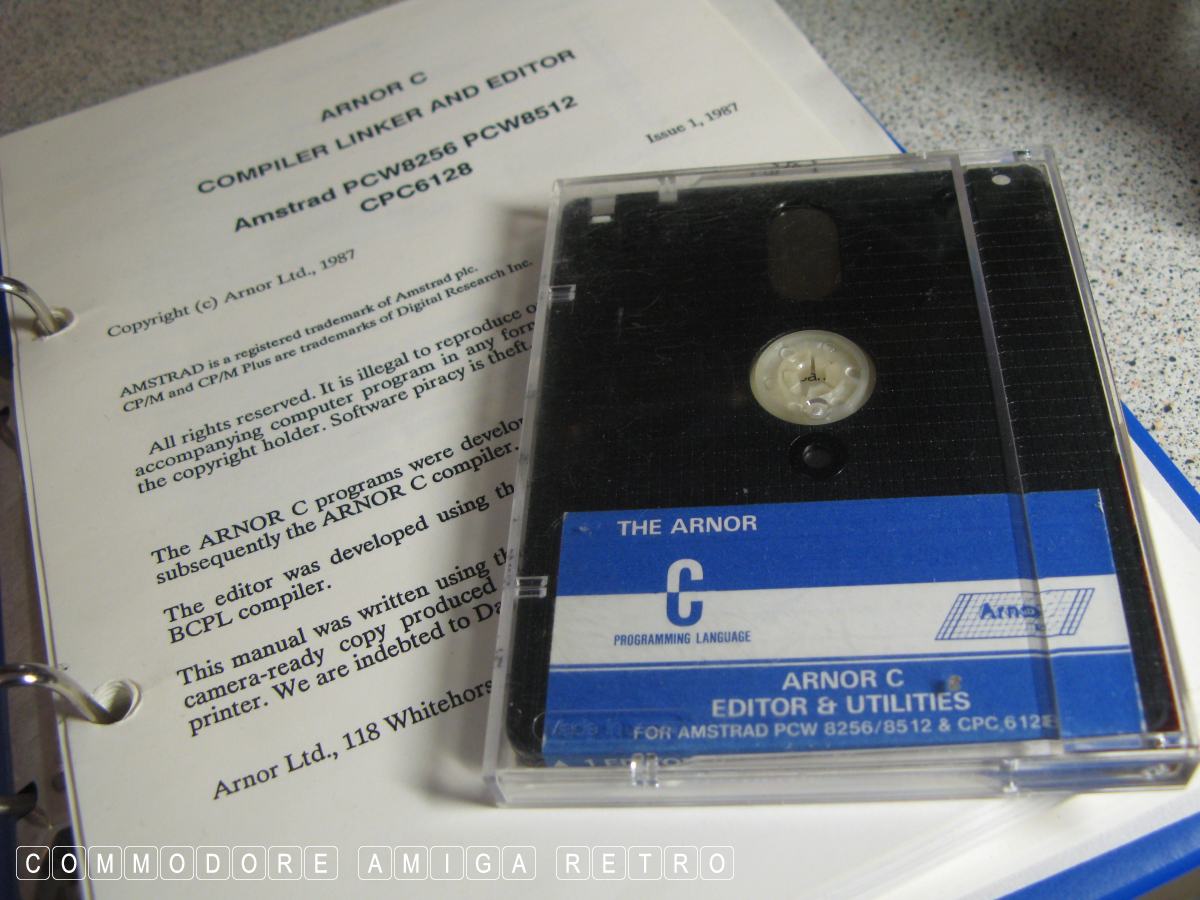 ARNOR C
COMPILER LINKER AND EDITOR
Amstrad PCW8256 PCW8512
CPC6128
Issue 1, 1987
Copyright (c) Arnor Ltd., 1987
AMSTRAD is a registered trademark of Amstrad plc.
CP/M and CP/M Plus are trademarks of Digital Research Inc.
All rights reserved. It is illegal to reproduce
accompanying computer program in any
the copyright holder. Software piracy is theft.
The ARNOR C programs were
subsequently the ARNOR C compiler.
The editor was developed using
BCPL compiler.
This manual was written using
camera-ready copy produced
printer. We are indebted to
Arnor Ltd., 118
THE ARNOR
C
PROGRAMMING LANGUAGE
Arnor
ARNOR C
EDITOR & UTILITIES
FOR AMSTRAD PCW 8256/8512 & CPC 6128
COMMODORE AMIGA RETRO